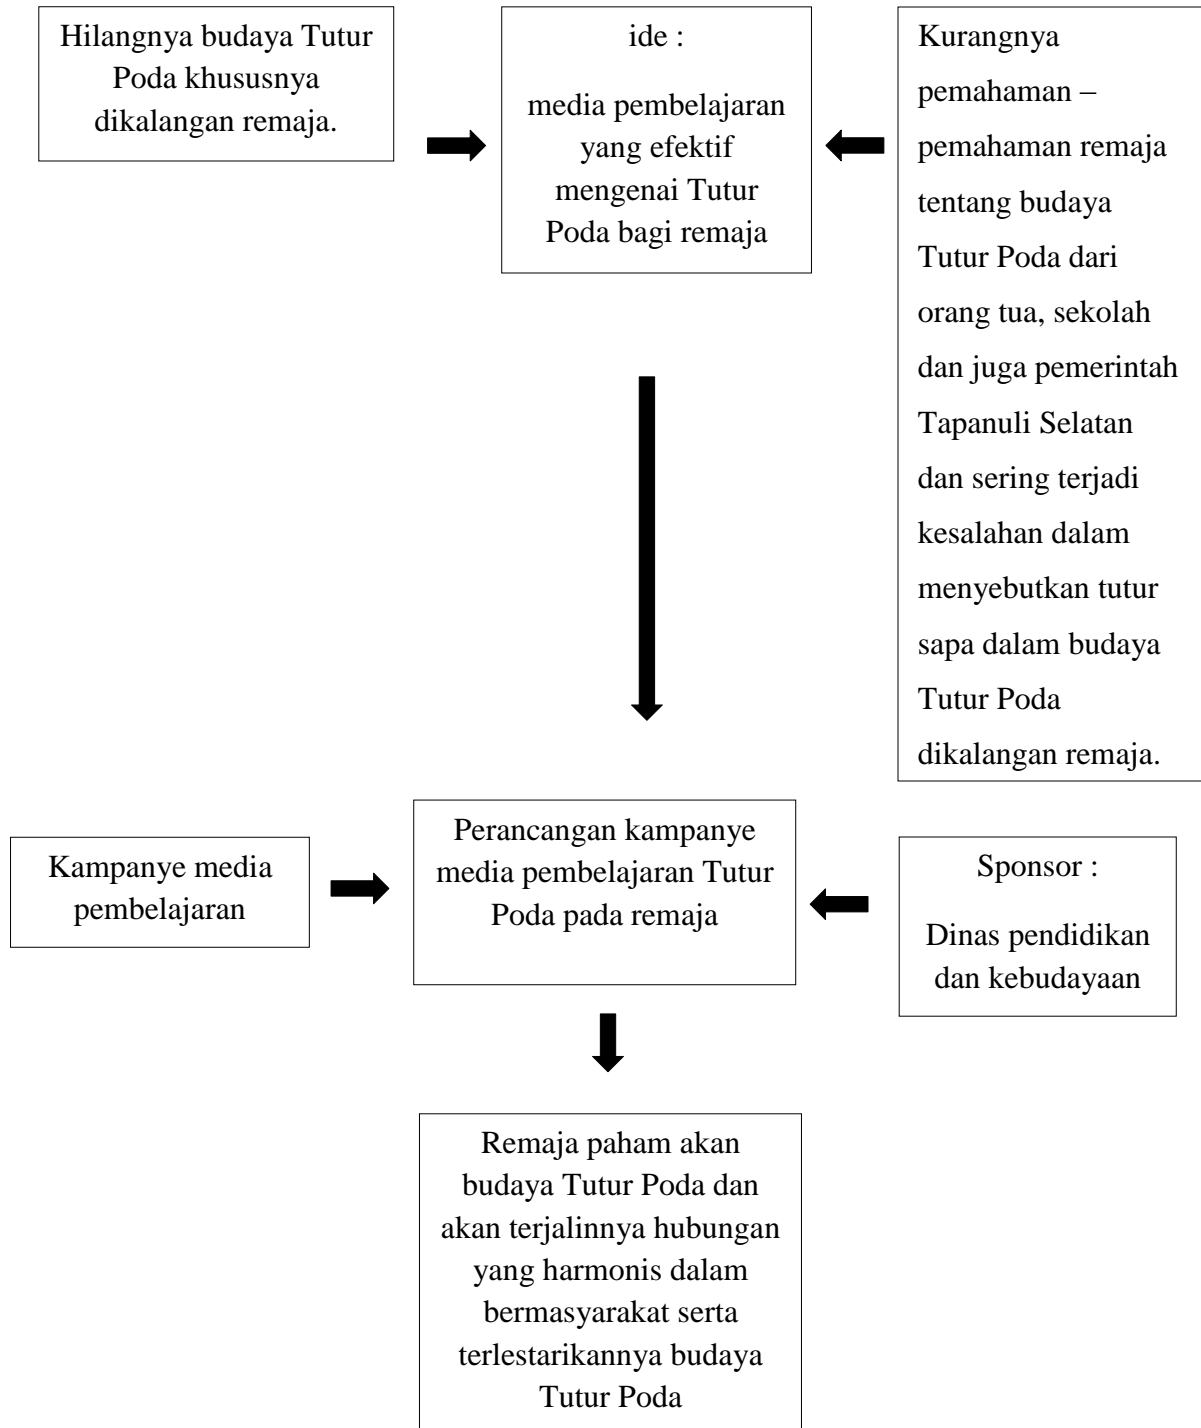 Hilangnya budaya Tutur
Poda khususnya
dikalangan remaja.
ide :
media pembelajaran
yang efektif
mengenai Tutur
Poda bagi remaja
Kurangnya
pemahaman –
pemahaman remaja
tentang budaya
Tutur Poda dari
orang tua, sekolah
dan juga pemerintah
Tapanuli Selatan
dan sering terjadi
kesalahan dalam
menyebutkan tutur
sapa dalam budaya
Tutur Poda
dikalangan remaja.
Kampanye media
pembelajaran
Perancangan kampanye
media pembelajaran Tutur
Poda pada remaja
Sponsor :
Dinas pendidikan
dan kebudayaan
Remaja paham akan
budaya Tutur Poda dan
akan terjalinnya hubungan
yang harmonis dalam
bermasyarakat serta
terlestarikannya budaya
Tutur Poda